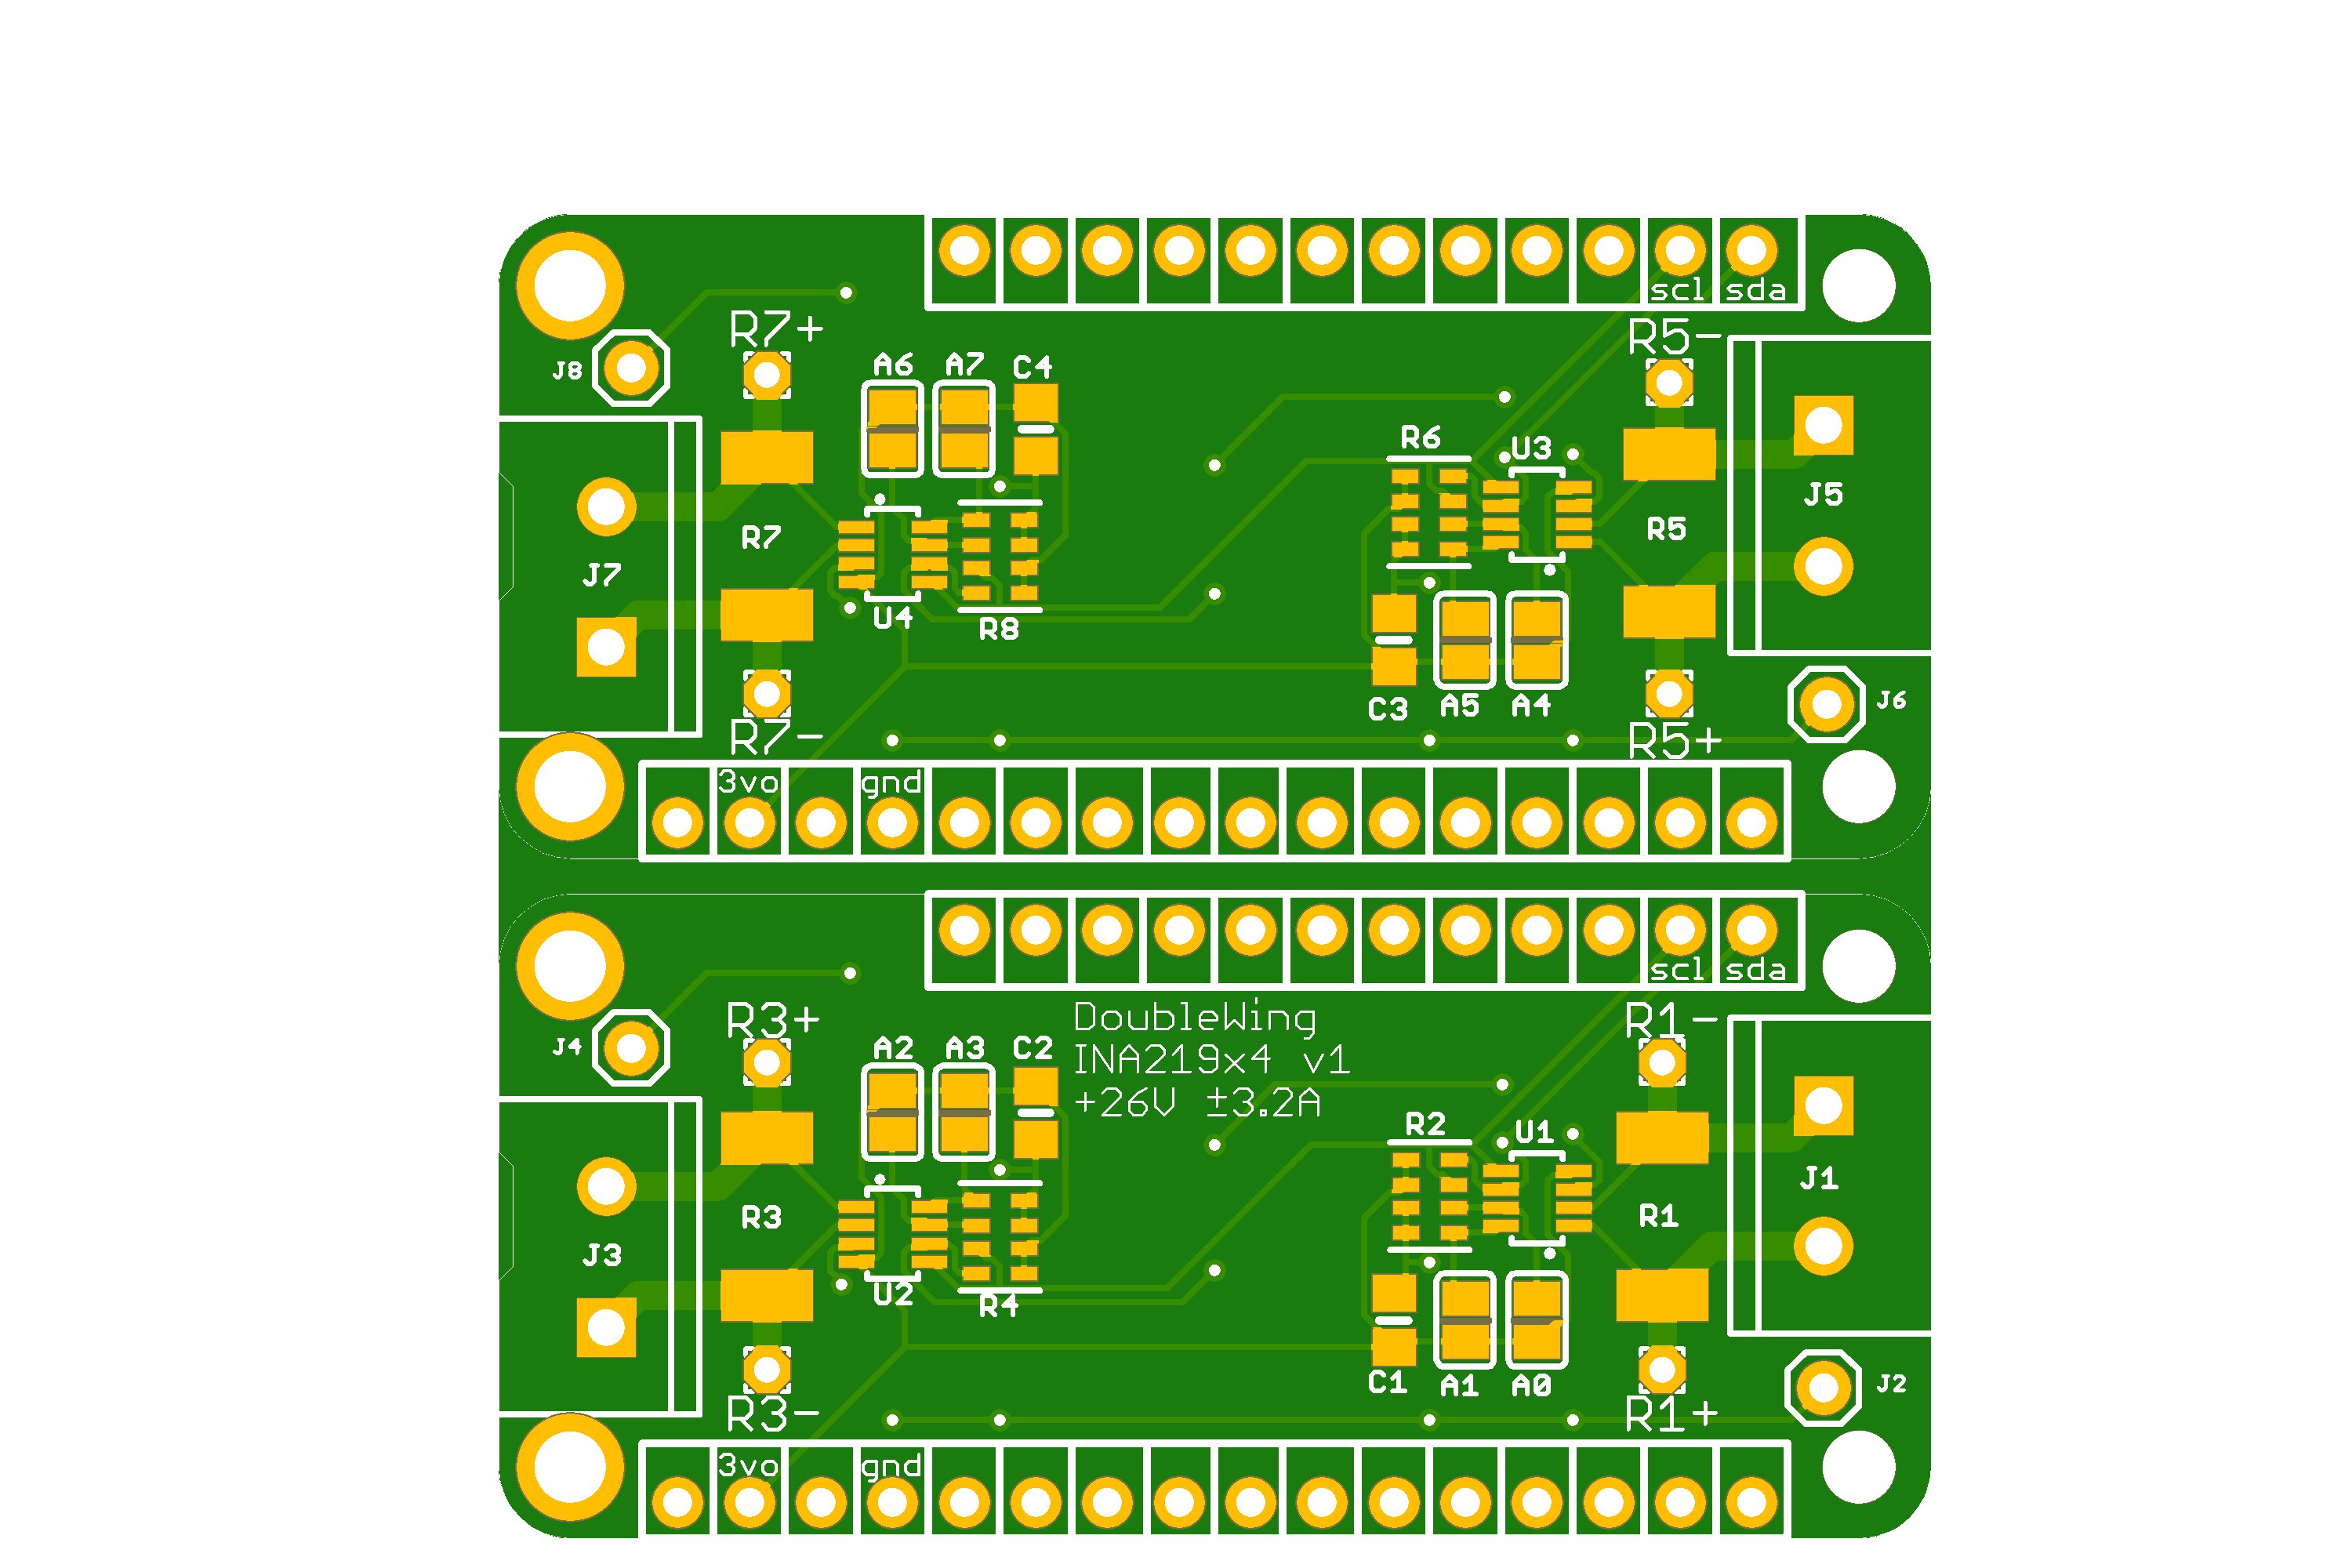 scl sda
R7+ R5-
J8 A6 A7 C4
R6 U3
J5
R7 R5
J7
U4 R8
J6
C3 A5 A4
R7- R5+
3vo gnd
scl sda
R3+ DoubleWing R1-
J4 A2 A3 C2 INA219x4 v1
+26V ±3.2A
R2 U1
J1
R3 R1
J3
U2 R4
C1 A1 A0 J2
R3- R1+
3vo gnd